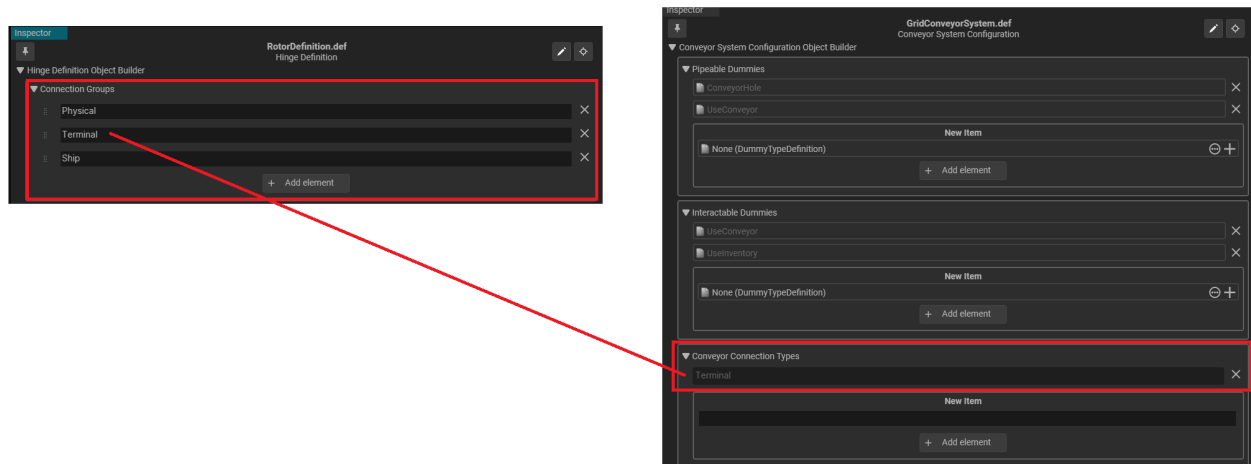 Inspector
RotorDefinition.def
Hinge Definition
Hinge Definition Object Builder
Connection Groups
Physical
Terminal
Ship
+ Add element
Inspector
GridConveyorSystem.def
Conveyor System Configuration
Conveyor System Configuration Object Builder
Pipeable Dummies
ConveyorHole
UseConveyor
New Item
None (DummyTypeDefinition)
+ Add element
Interactable Dummies
UseConveyor
UseInventory
New Item
None (DummyTypeDefinition)
+ Add element
Conveyor Connection Types
Terminal
New Item
+ Add element